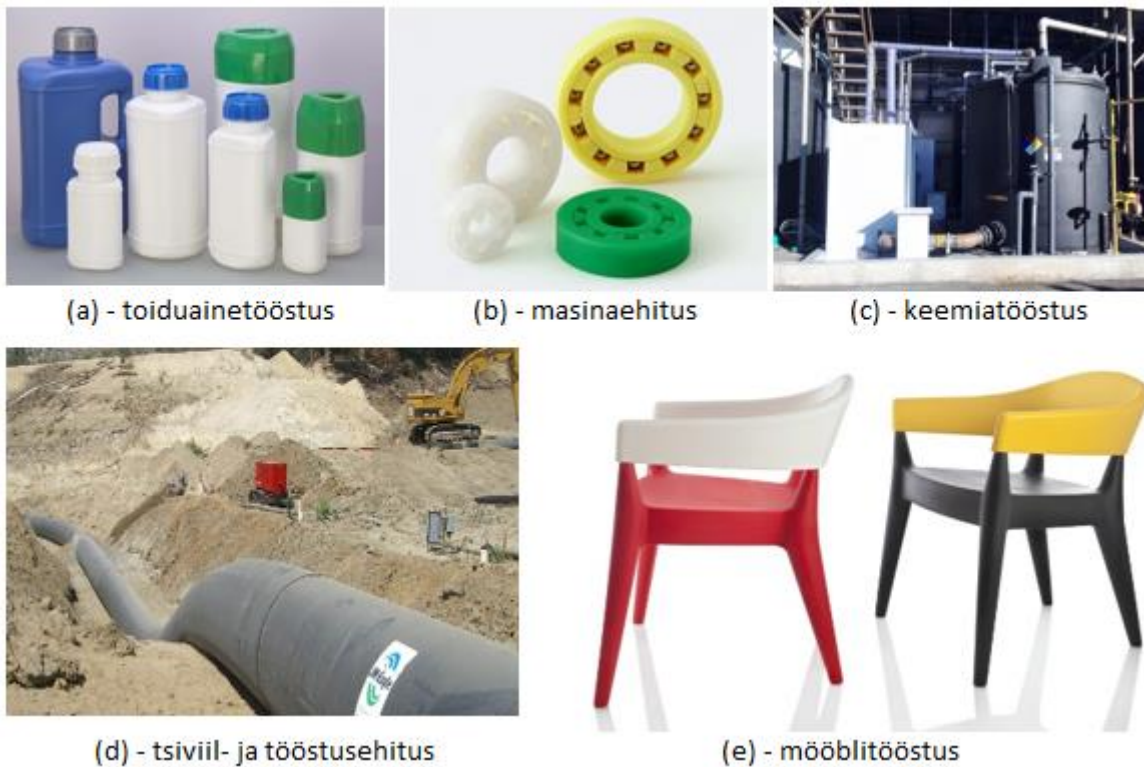 (a) - toiduainetööstus
(b) - masinaehitus
(c) - keemiatööstus
(d) - tsiviil- ja tööstusehitus
(e) - mööblitööstus